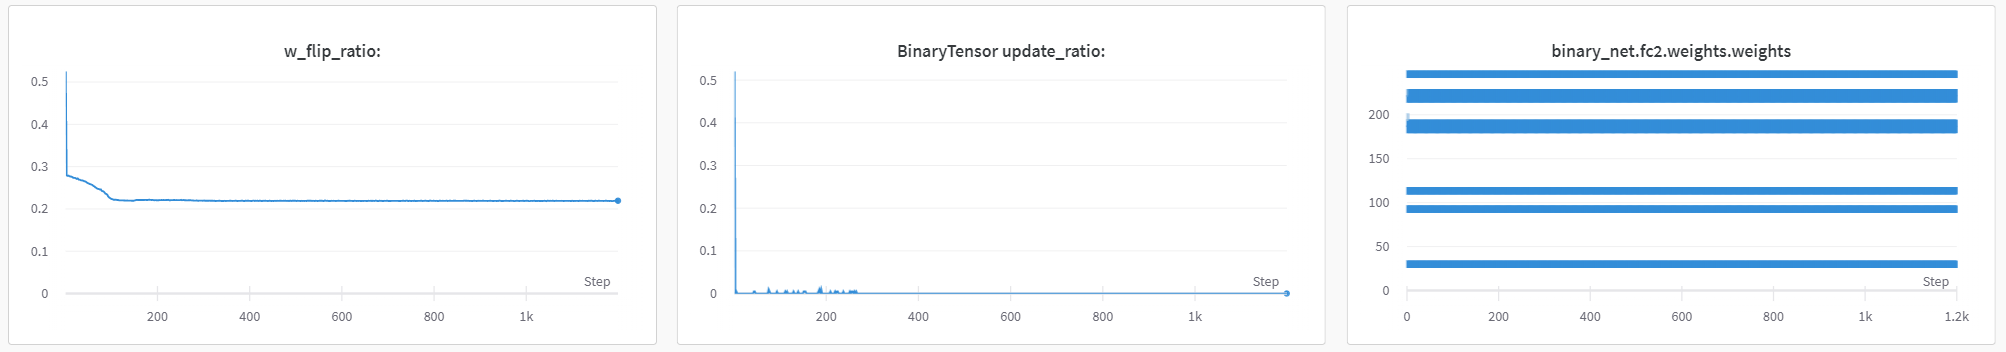 w_flip_ratio:
0.5
0.4
0.3
0.2
0.1
0
Step
200 400 600 800 1k
BinaryTensor update_ratio:
0.5
0.4
0.3
0.2
0.1
0
Step
200 400 600 800 1k
binary_net.fc2.weights.weights
200
150
100
50
0
Step
0 200 400 600 800 1k 1.2k